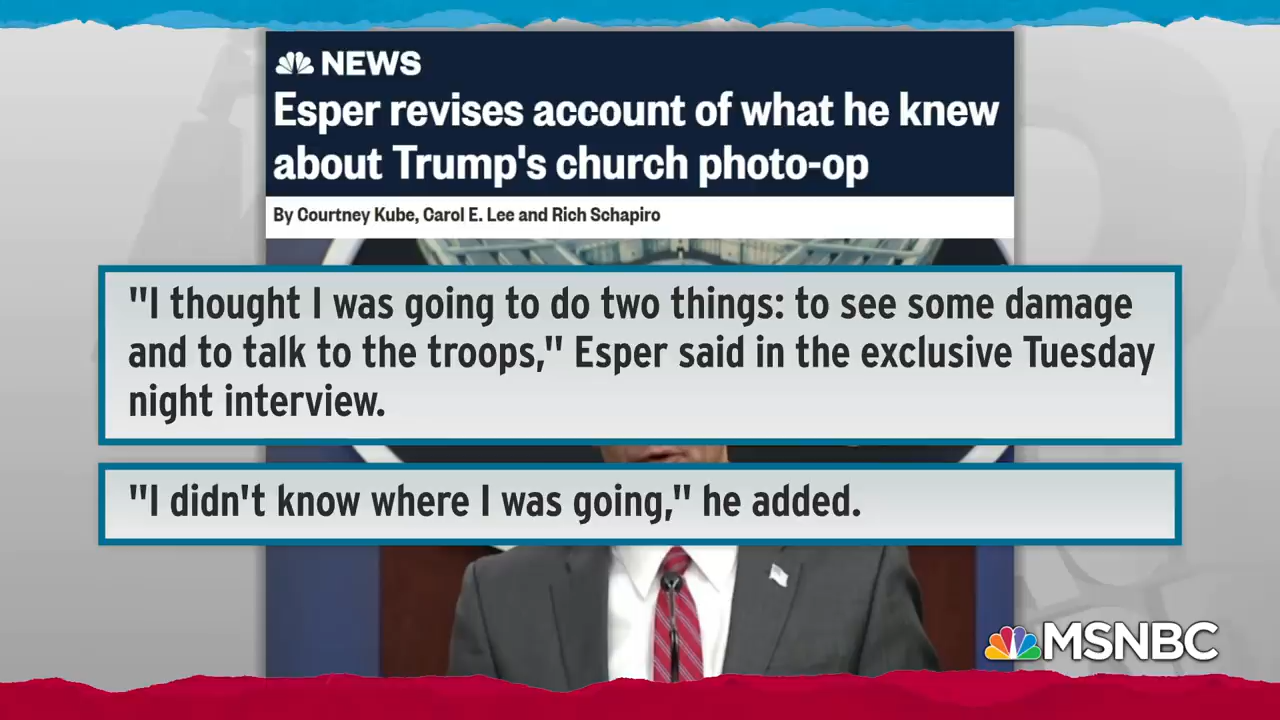 NEWS
Esper revises account of what he knew
about Trump's church photo-op
By Courtney Kube, Carol E. Lee and Rich Schapiro
"I thought I was going to do two things: to see some damage
and to talk to the troops," Esper said in the exclusive Tuesday
night interview.
"I didn't know where I was going," he added.
MSNBC